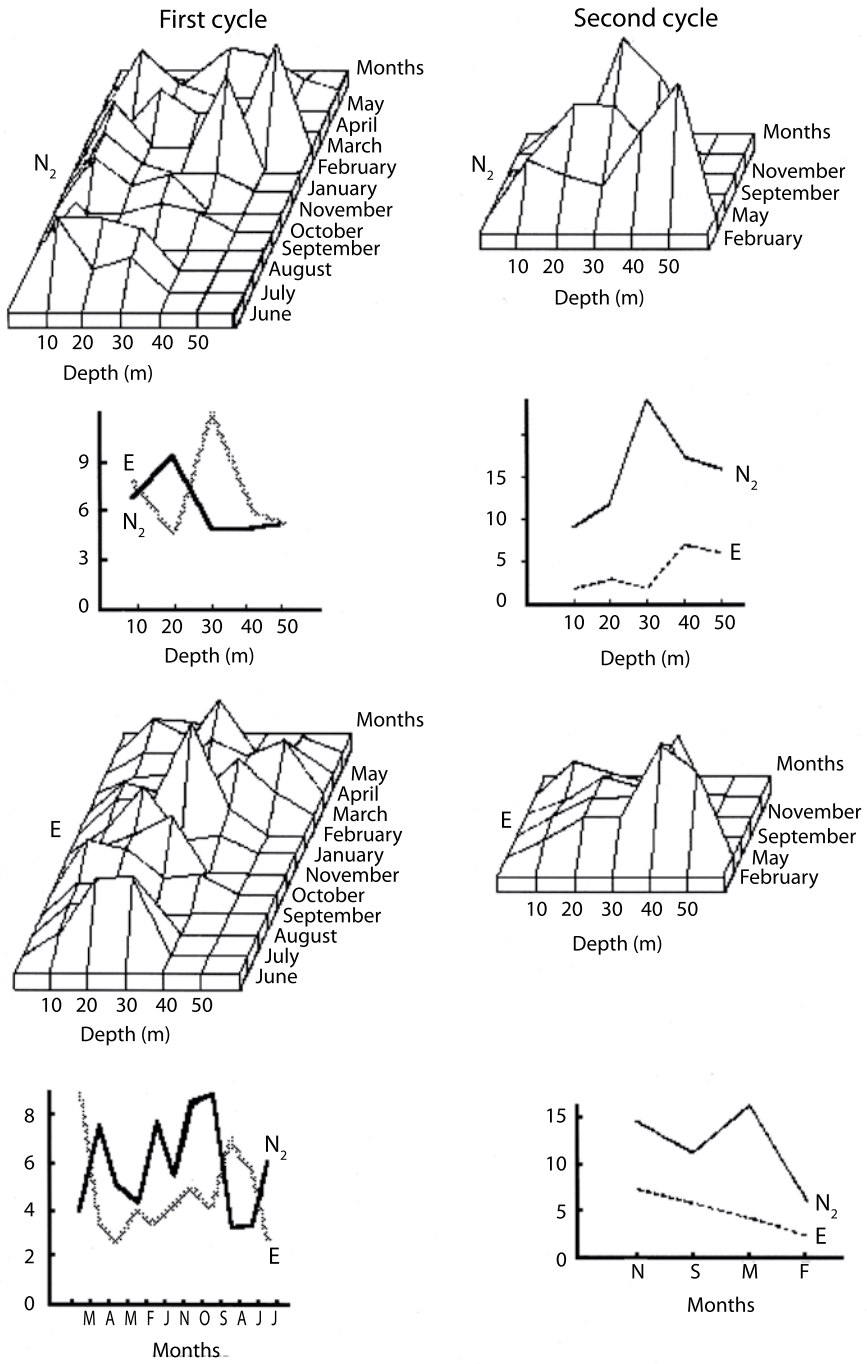 First cycle
Second cycle
Months
May
April
March
February
January
November
October
September
August
July
June
N2
10 20 30 40 50
Depth (m)
Months
November
September
May
February
N2
10 20 30 40 50
Depth (m)
9
6
3
0
E
N2
10 20 30 40 50
Depth (m)
15
10
5
0
N2
E
10 20 30 40 50
Depth (m)
Months
May
April
March
February
January
November
October
September
August
July
June
E
10 20 30 40 50
Depth (m)
Months
November
September
May
February
E
10 20 30 40 50
Depth (m)
8
6
4
2
0
N2
E
M A M F J N O S A J J
Months
15
10
5
0
N2
E
N S M F
Months